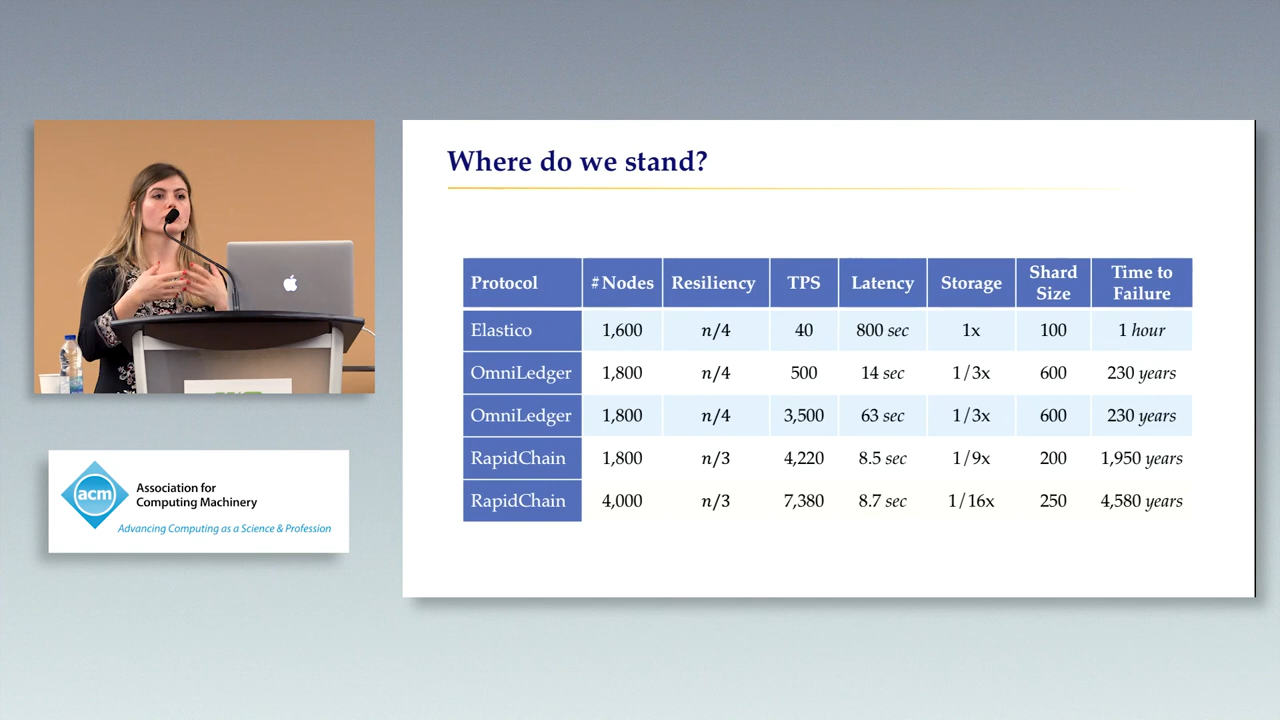 Where do we stand?
Protocol #Nodes Resiliency TPS Latency Storage Shard Size Time to Failure
Elastico 1,600 n/4 40 800 sec 1x 100 1 hour
OmniLedger 1,800 n/4 500 14 sec 1/3x 600 230 years
OmniLedger 1,800 n/4 3,500 63 sec 1/3x 600 230 years
RapidChain 1,800 n/3 4,220 8.5 sec 1/9x 200 1,950 years
RapidChain 4,000 n/3 7,380 8.7 sec 1/16x 250 4,580 years
acm
Association for
Computing Machinery
Advancing Computing as a Science & Profession